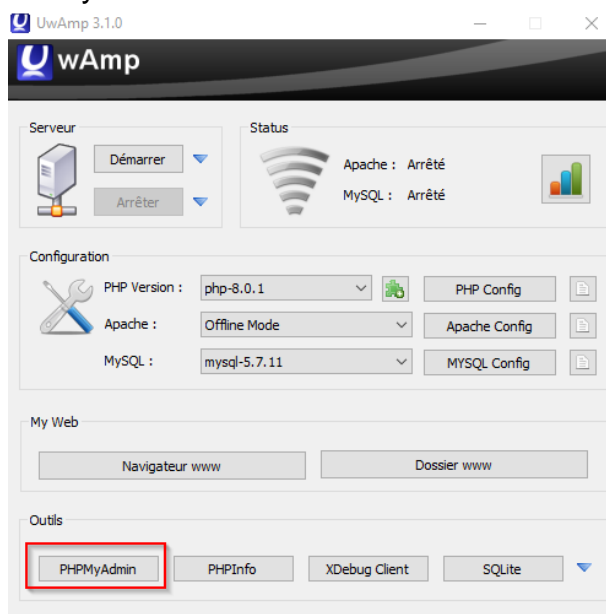 UwAmp 3.1.0
wAmp
Serveur
Status
Démarrer
Arrêter
Apache : Arrêté
MySQL : Arrêté
Configuration
PHP Version : php-8.0.1 PHP Config
Apache : Offline Mode Apache Config
MySQL : mysql-5.7.11 MYSQL Config
My Web
Navigateur www Dossier www
Outils
PHPMyAdmin PHPInfo XDebug Client SQLite